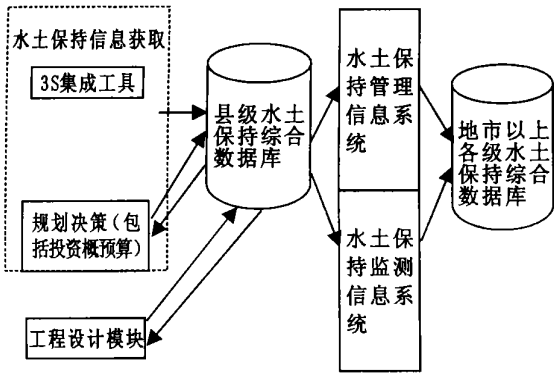 水土保持信息获取
3S集成工具
规划决策(包
括投资概预算)
工程设计模块
县级水土
保持综合
数据库
水土保
持管理
信息系
统
水土保
持监测
信息系
统
地市以上
各级水土
保持综合
数据库